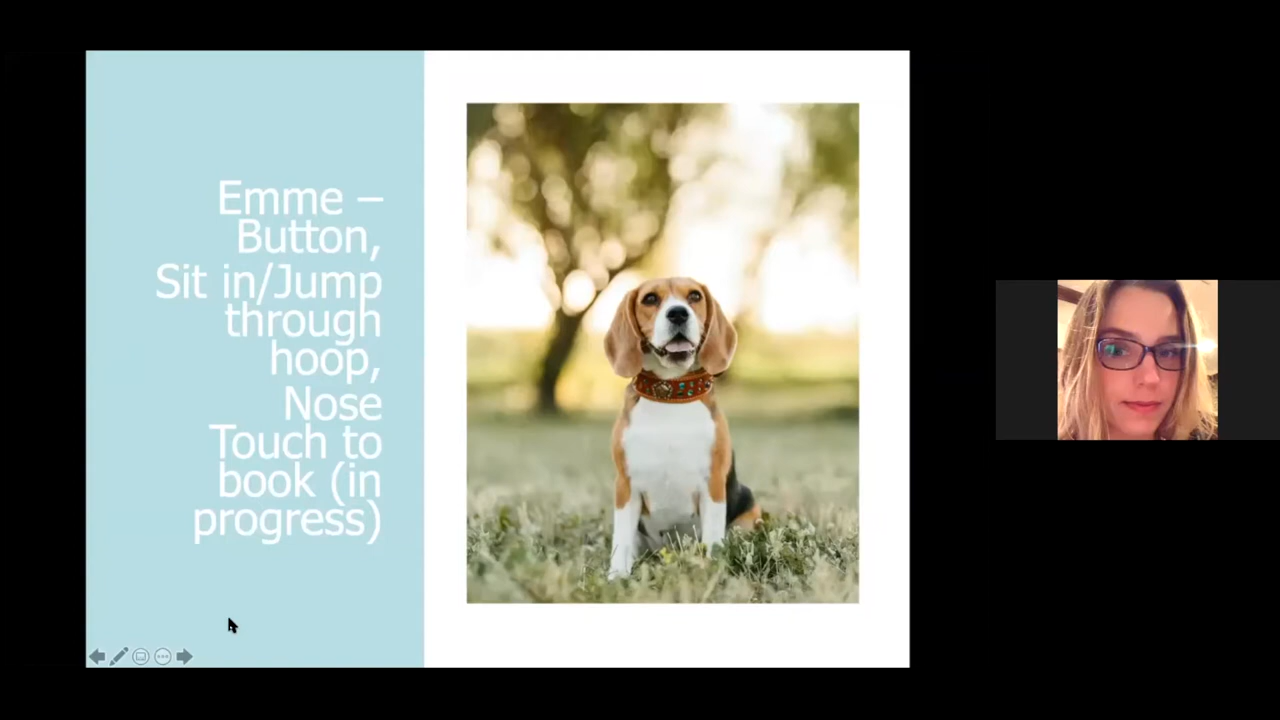 Emme –
Button,
Sit in/Jump
through
hoop,
Nose
Touch to
book (in
progress)